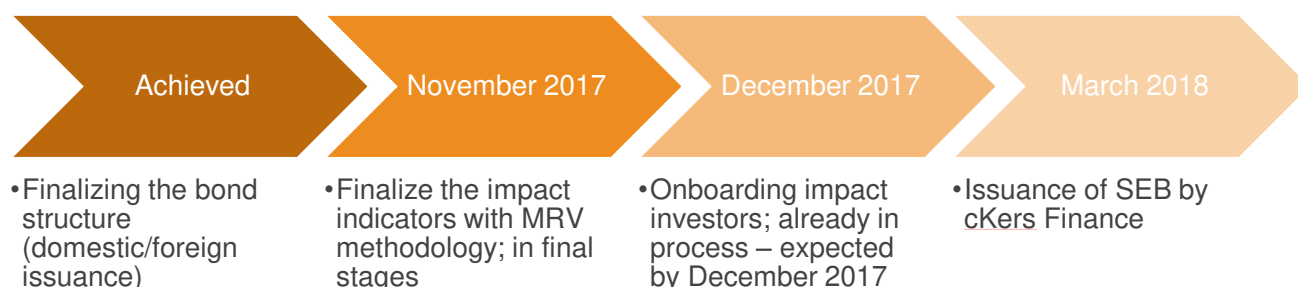 Achieved
November 2017
December 2017
March 2018
•Finalizing the bond
structure
(domestic/foreign
issuance)
•Finalize the impact
indicators with MRV
methodology; in final
stages
•Onboarding impact
investors; already in
process – expected
by December 2017
•Issuance of SEB by
cKers Finance